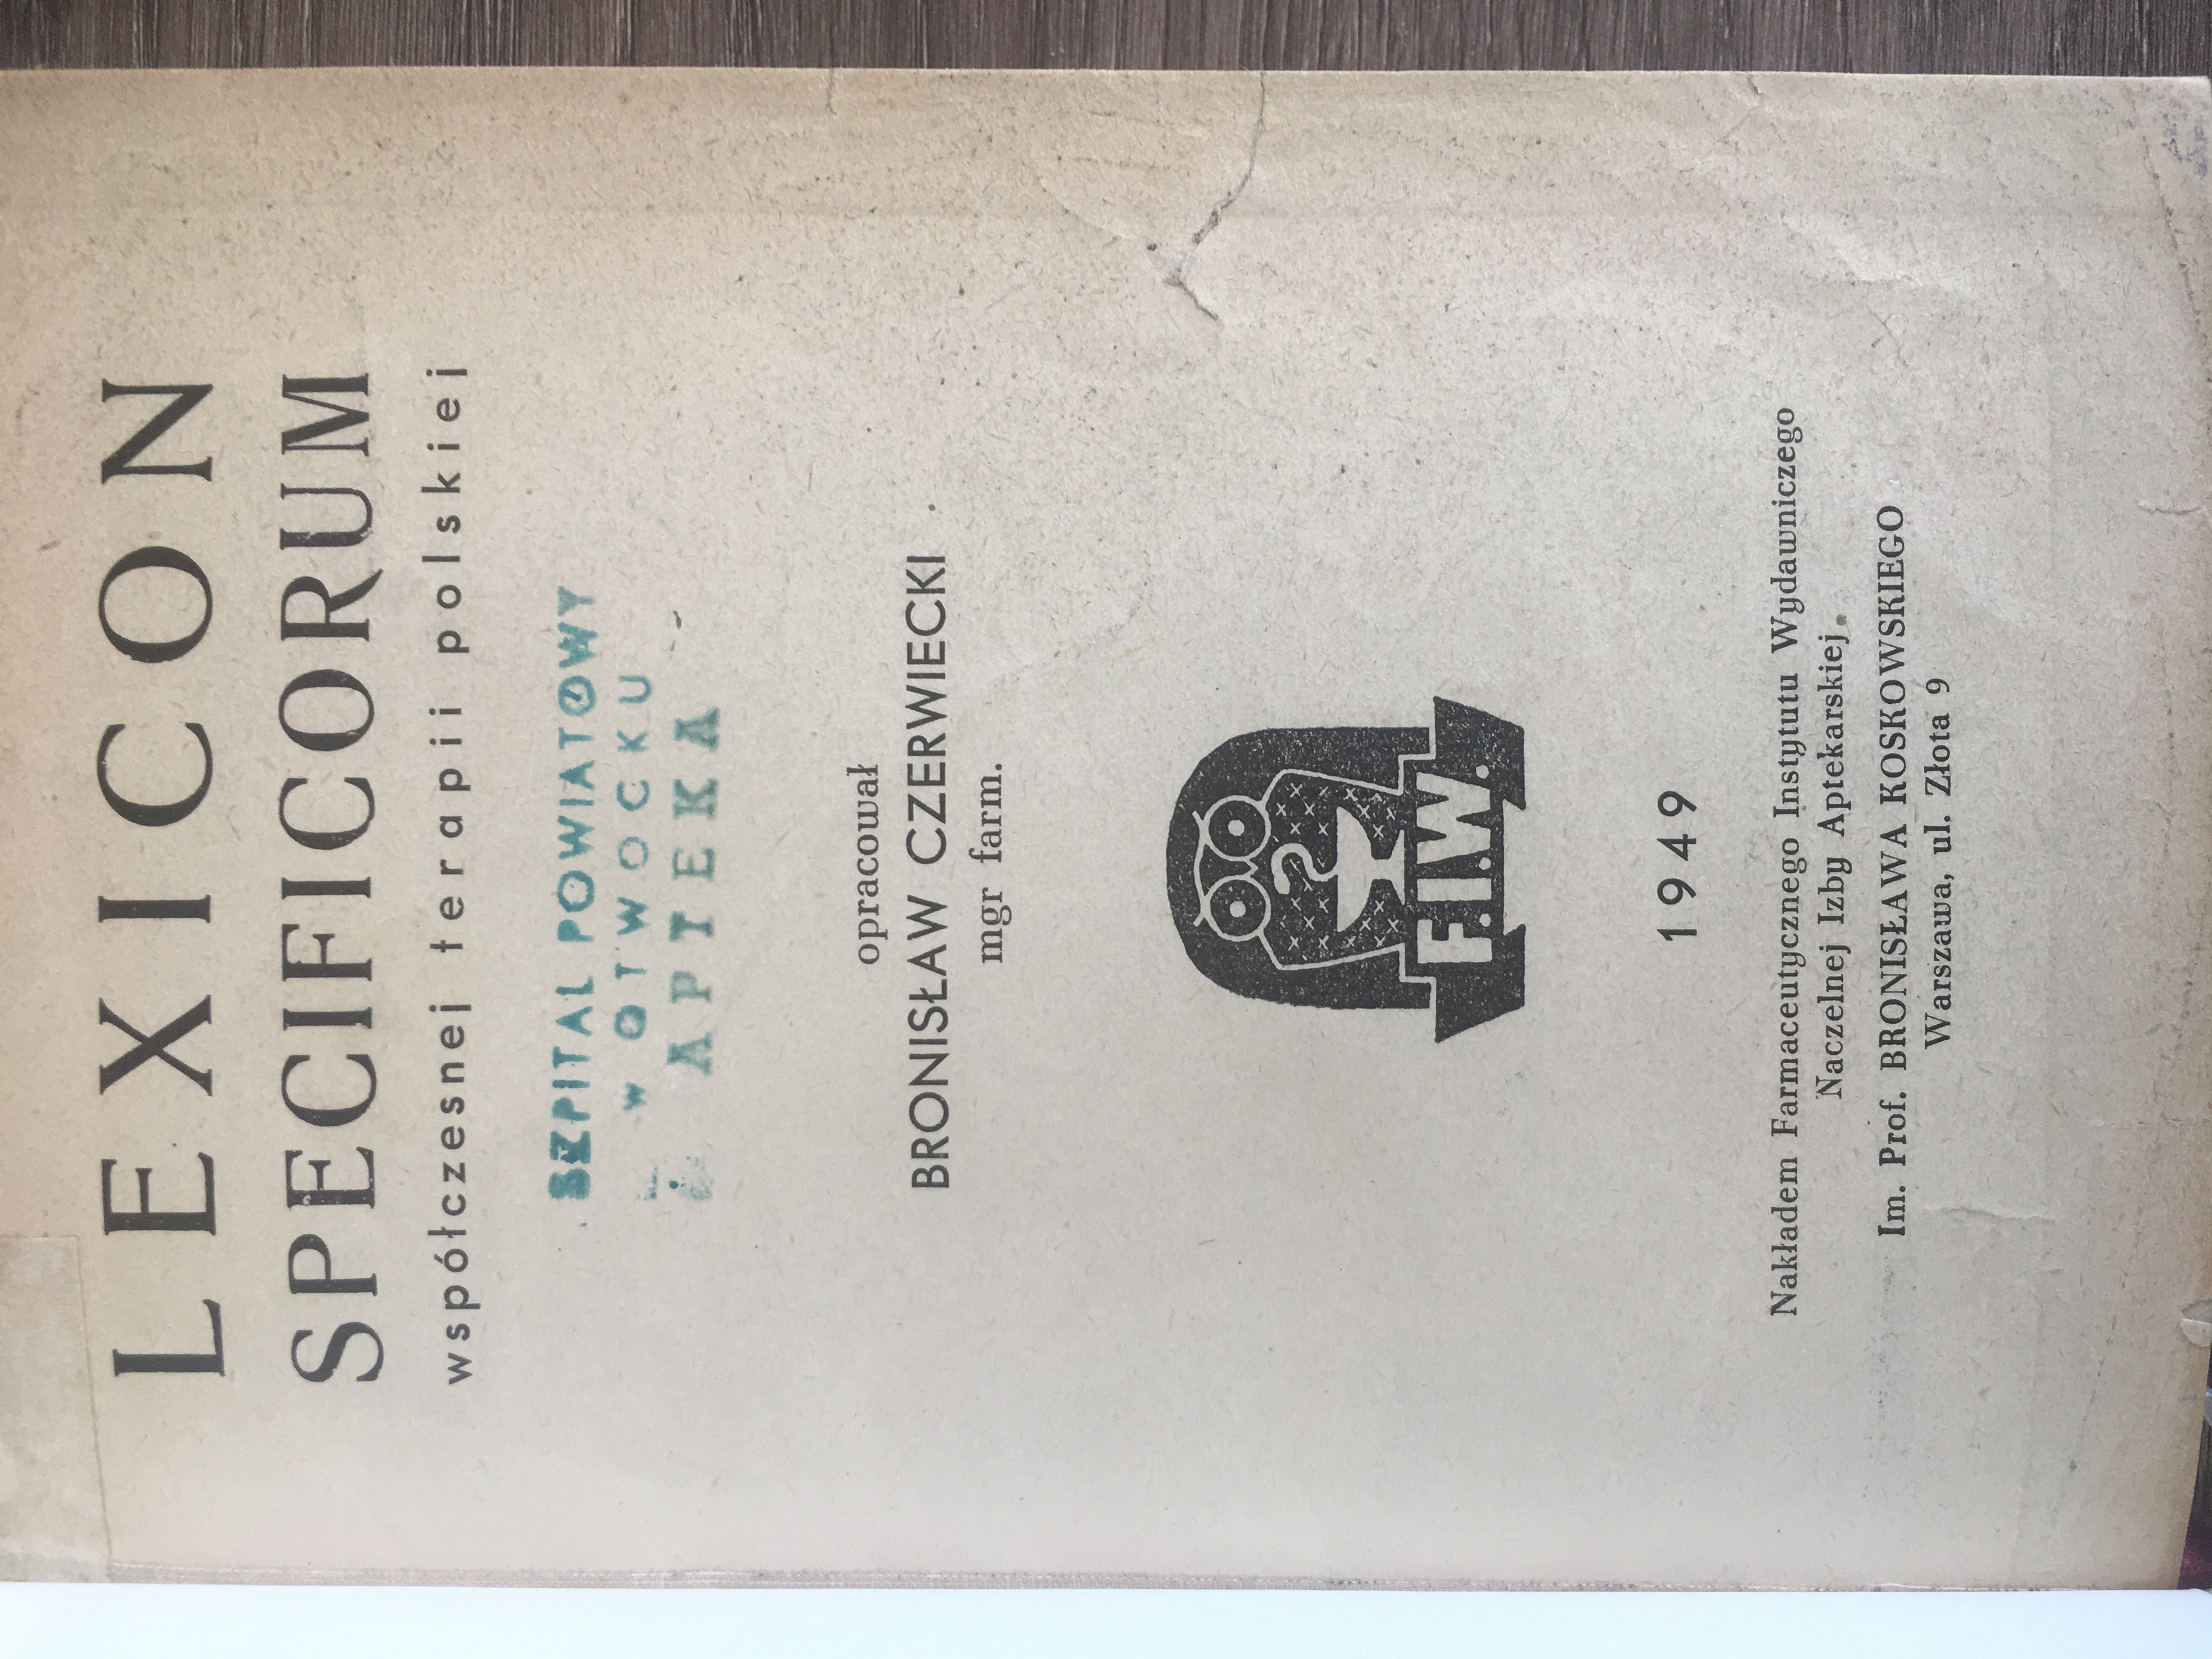 LEXICON
SPECIFICORUM
współczesnej terapii polskiej
SZPITAL POWIATOWY
w OTWOCKU
APTEKA
opracował
BRONISŁAW CZERWIECKI
mgr farm.
F.I.W.
1949
Nakładem Farmaceutycznego Instytutu Wydawniczego
Naczelnej Izby Aptekarskiej
Im. Prof. BRONISŁAWA KOSKOWSKIEGO
Warszawa, ul. Złota 9